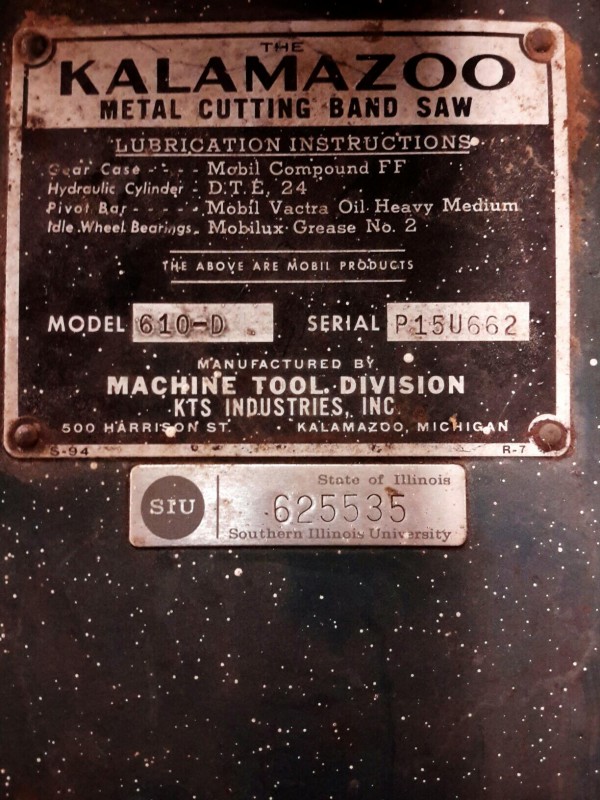 THE
KALAMAZOO
METAL CUTTING BAND SAW
LUBRICATION INSTRUCTIONS
Gear Case - - - - Mobil Compound FF
Hydraulic Cylinder - D.T.E. 24
Pivot Bar - - - - - Mobil Vactra Oil Heavy Medium
Idle Wheel Bearings - Mobilux Grease No. 2
THE ABOVE ARE MOBIL PRODUCTS
MODEL 610-D SERIAL P15U662
MANUFACTURED BY
MACHINE TOOL DIVISION
KTS INDUSTRIES, INC.
500 HARRISON ST. KALAMAZOO, MICHIGAN
S-94 R-7
State of Illinois
SIU 625535
Southern Illinois University